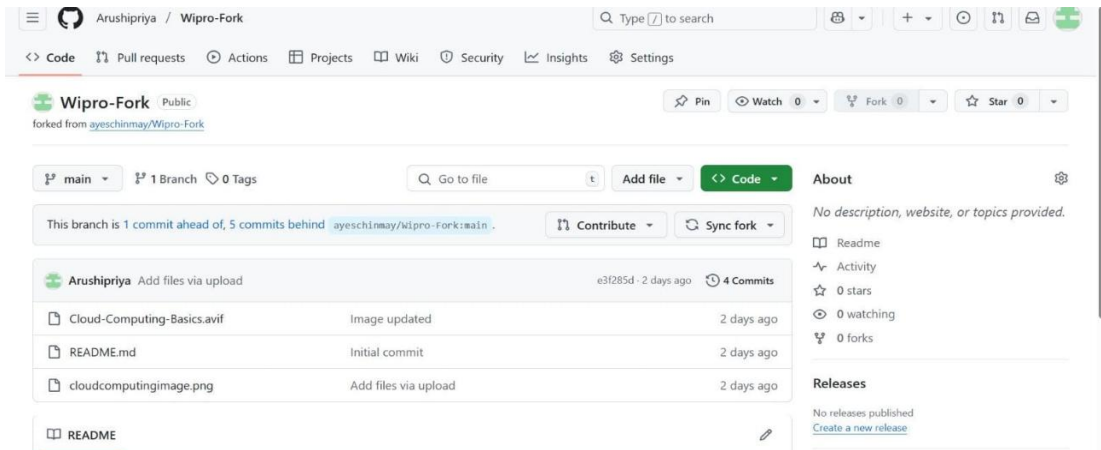 Arushipriya / Wipro-Fork
Type / to search
Code Pull requests Actions Projects Wiki Security Insights Settings
Wipro-Fork Public
Pin Watch 0 Fork 0 Star 0
forked from ayeschinmay/Wipro-Fork
main 1 Branch 0 Tags Go to file t Add file Code
About
This branch is 1 commit ahead of, 5 commits behind ayeschinmay/Wipro-Fork:main .
Contribute Sync fork
No description, website, or topics provided.
Readme
Activity
0 stars
0 watching
0 forks
Arushipriya Add files via upload e3f285d · 2 days ago 4 Commits
Cloud-Computing-Basics.avif Image updated 2 days ago
README.md Initial commit 2 days ago
cloudcomputingimage.png Add files via upload 2 days ago
README
Releases
No releases published
Create a new release